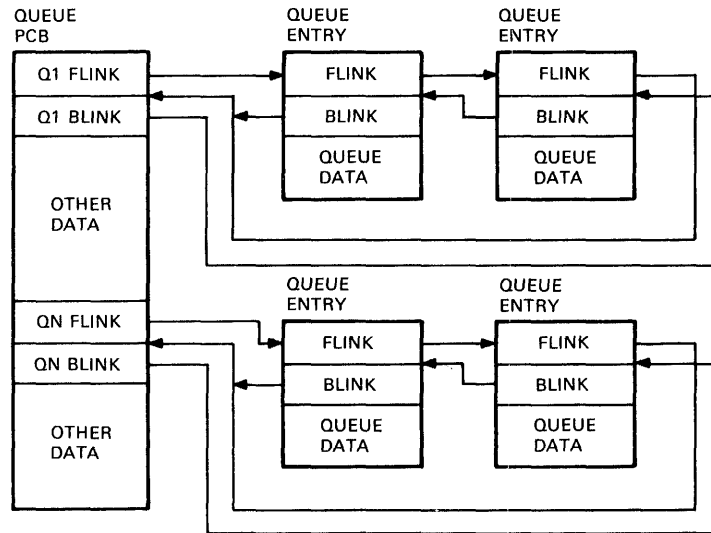 QUEUE
PCB
Q1 FLINK
Q1 BLINK
OTHER
DATA
QN FLINK
QN BLINK
OTHER
DATA
QUEUE
ENTRY
FLINK
BLINK
QUEUE
DATA
QUEUE
ENTRY
FLINK
BLINK
QUEUE
DATA
QUEUE
ENTRY
FLINK
BLINK
QUEUE
DATA
QUEUE
ENTRY
FLINK
BLINK
QUEUE
DATA